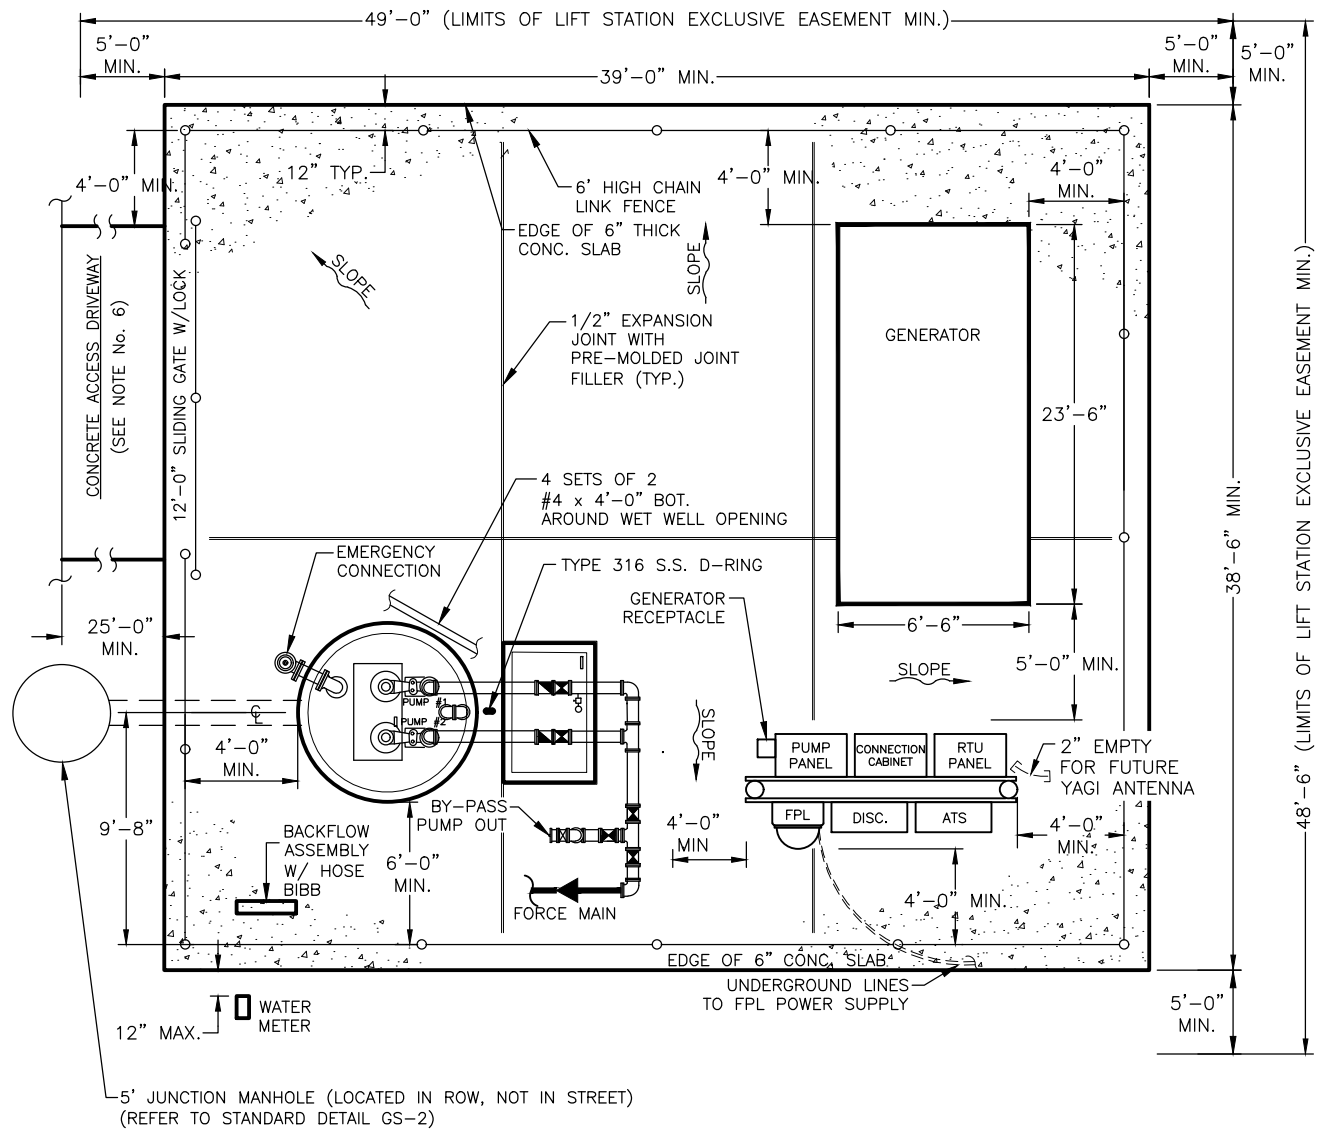 49'-0" (LIMITS OF LIFT STATION EXCLUSIVE EASEMENT MIN.)
5'-0"
MIN.
39'-0" MIN.
5'-0"
MIN.
5'-0"
MIN.
12" TYP.
4'-0" MIN.
6' HIGH CHAIN
LINK FENCE
EDGE OF 6" THICK
CONC. SLAB
4'-0" MIN.
4'-0"
MIN.
SLOPE
SLOPE
CONCRETE ACCESS DRIVEWAY
(SEE NOTE No. 6)
12'-0" SLIDING GATE W/LOCK
1/2" EXPANSION
JOINT WITH
PRE-MOLDED JOINT
FILLER (TYP.)
GENERATOR
23'-6"
38'-6" MIN.
48'-6" (LIMITS OF LIFT STATION EXCLUSIVE EASEMENT MIN.)
4 SETS OF 2
#4 x 4'-0" BOT.
AROUND WET WELL OPENING
EMERGENCY
CONNECTION
TYPE 316 S.S. D-RING
GENERATOR
RECEPTACLE
6'-6"
25'-0"
MIN.
5'-0" MIN.
SLOPE
PUMP #1
PUMP #2
℄
4'-0"
MIN.
SLOPE
PUMP
PANEL
CONNECTION
CABINET
RTU
PANEL
2" EMPTY
FOR FUTURE
YAGI ANTENNA
FPL
DISC.
ATS
BY-PASS
PUMP OUT
4'-0"
MIN
4'-0"
MIN.
9'-8"
BACKFLOW
ASSEMBLY
W/ HOSE
BIBB
6'-0"
MIN.
4'-0" MIN.
FORCE MAIN
EDGE OF 6" CONC. SLAB
UNDERGROUND LINES
TO FPL POWER SUPPLY
WATER
METER
12" MAX.
5'-0"
MIN.
5' JUNCTION MANHOLE (LOCATED IN ROW, NOT IN STREET)
(REFER TO STANDARD DETAIL GS-2)